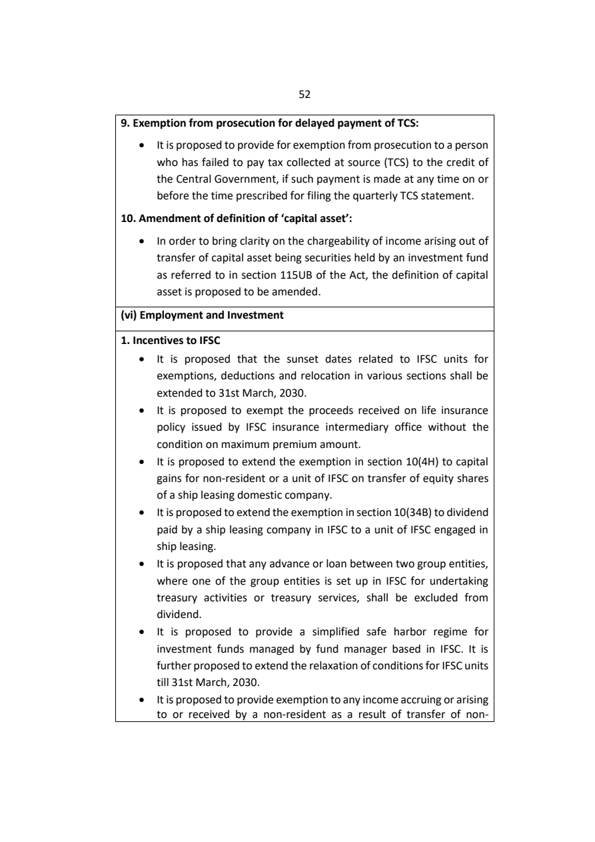 52
9. Exemption from prosecution for delayed payment of TCS:
• It is proposed to provide for exemption from prosecution to a person
who has failed to pay tax collected at source (TCS) to the credit of
the Central Government, if such payment is made at any time on or
before the time prescribed for filing the quarterly TCS statement.
10. Amendment of definition of ‘capital asset’:
• In order to bring clarity on the chargeability of income arising out of
transfer of capital asset being securities held by an investment fund
as referred to in section 115UB of the Act, the definition of capital
asset is proposed to be amended.
(vi) Employment and Investment
1. Incentives to IFSC
• It is proposed that the sunset dates related to IFSC units for
exemptions, deductions and relocation in various sections shall be
extended to 31st March, 2030.
• It is proposed to exempt the proceeds received on life insurance
policy issued by IFSC insurance intermediary office without the
condition on maximum premium amount.
• It is proposed to extend the exemption in section 10(4H) to capital
gains for non-resident or a unit of IFSC on transfer of equity shares
of a ship leasing domestic company.
• It is proposed to extend the exemption in section 10(34B) to dividend
paid by a ship leasing company in IFSC to a unit of IFSC engaged in
ship leasing.
• It is proposed that any advance or loan between two group entities,
where one of the group entities is set up in IFSC for undertaking
treasury activities or treasury services, shall be excluded from
dividend.
• It is proposed to provide a simplified safe harbor regime for
investment funds managed by fund manager based in IFSC. It is
further proposed to extend the relaxation of conditions for IFSC units
till 31st March, 2030.
• It is proposed to provide exemption to any income accruing or arising
to or received by a non-resident as a result of transfer of non-